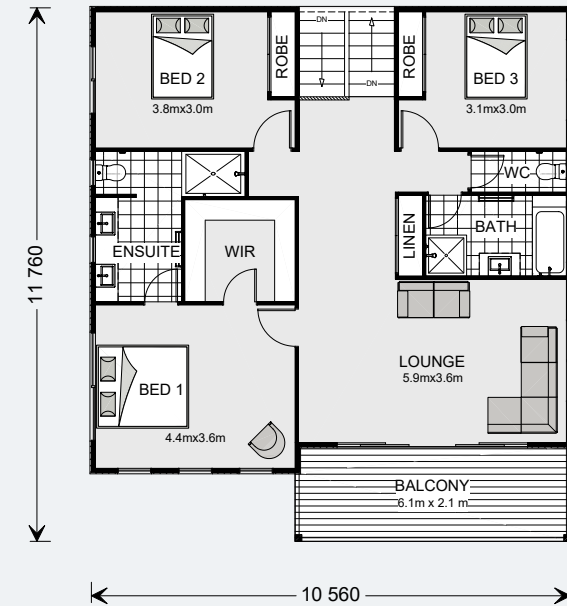 DN
ROBE
ROBE
BED 2
BED 3
DN
3.8mx3.0m
3.1mx3.0m
WC
LINEN
BATH
ENSUITE
WIR
11 760
LOUNGE
5.9mx3.6m
BED 1
4.4mx3.6m
BALCONY
6.1m x 2.1 m
10 560